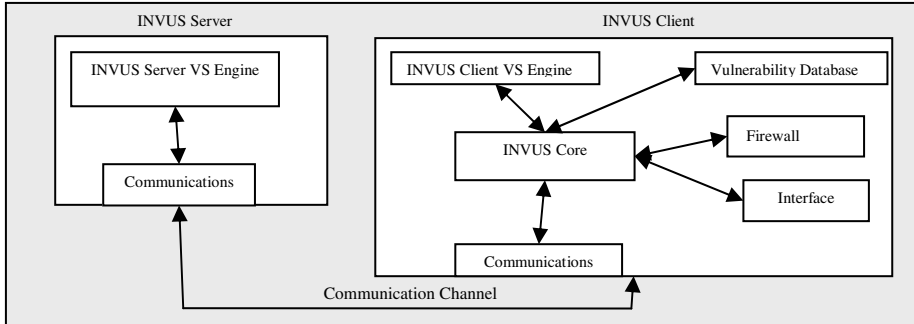 INVUS Server
INVUS Client
INVUS Server VS Engine
Communications
INVUS Client VS Engine
Vulnerability Database
INVUS Core
Firewall
Interface
Communications
Communication Channel